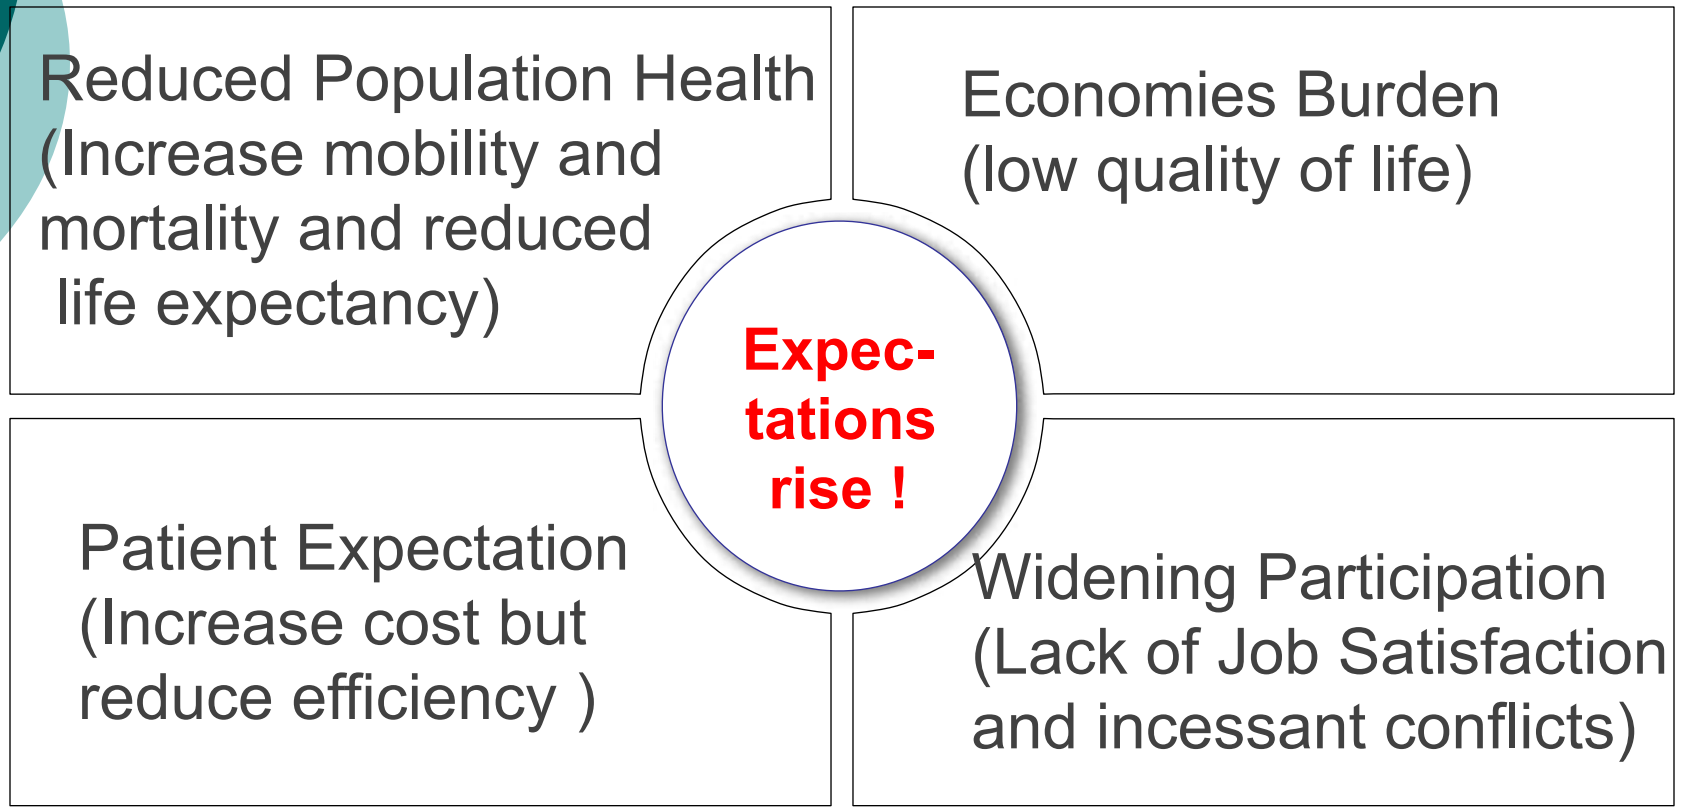 Reduced Population Health
(Increase mobility and
mortality and reduced
life expectancy)
Economies Burden
(low quality of life)
Expec-
tations
rise !
Patient Expectation
(Increase cost but
reduce efficiency )
Widening Participation
(Lack of Job Satisfaction
and incessant conflicts)